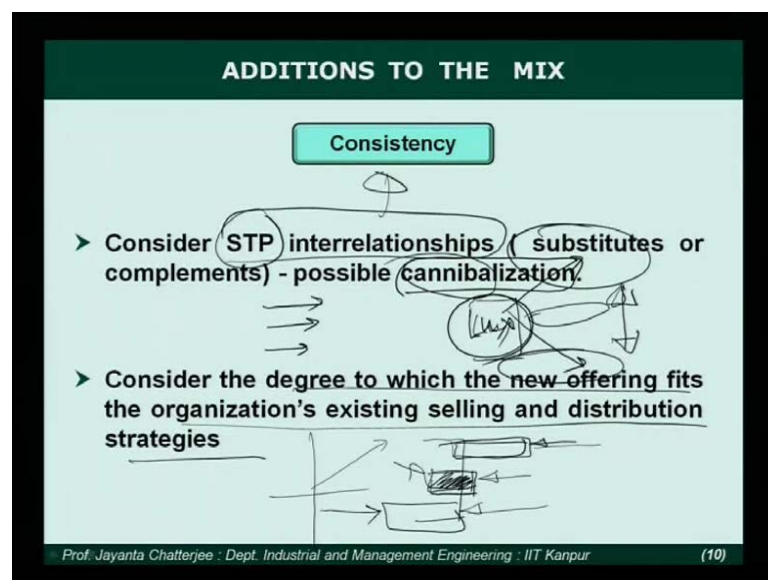 ADDITIONS TO THE MIX
Consistency
➤ Consider STP interrelationships ( substitutes or
complements) - possible cannibalization.
➤ Consider the degree to which the new offering fits
the organization's existing selling and distribution
strategies
Prof. Jayanta Chatterjee : Dept. Industrial and Management Engineering : IIT Kanpur (10)